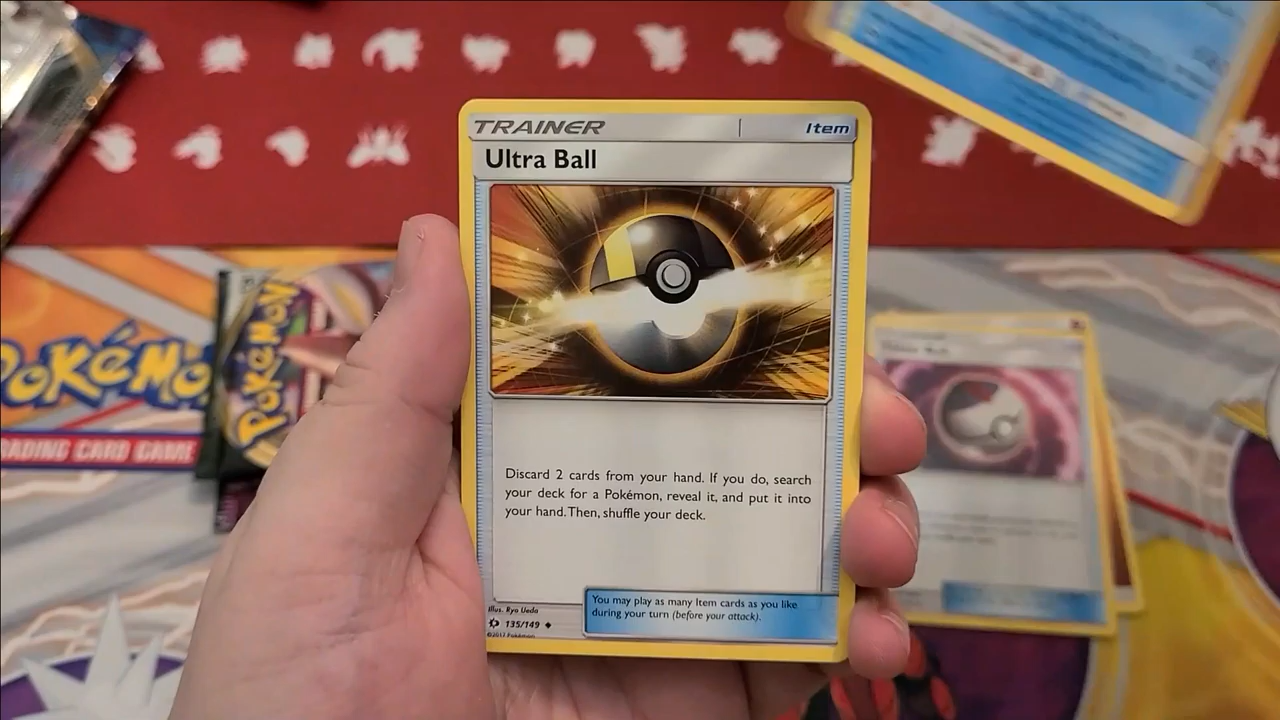 TRAINER
Item
Ultra Ball
Discard 2 cards from your hand. If you do, search
your deck for a Pokémon, reveal it, and put it into
your hand. Then, shuffle your deck.
You may play as many Item cards as you like
during your turn (before your attack).
Illus. Ryo Ueda
135/149
©2017 Pokémon
POKÉMO
RADING CARD GAME
POKÉMON